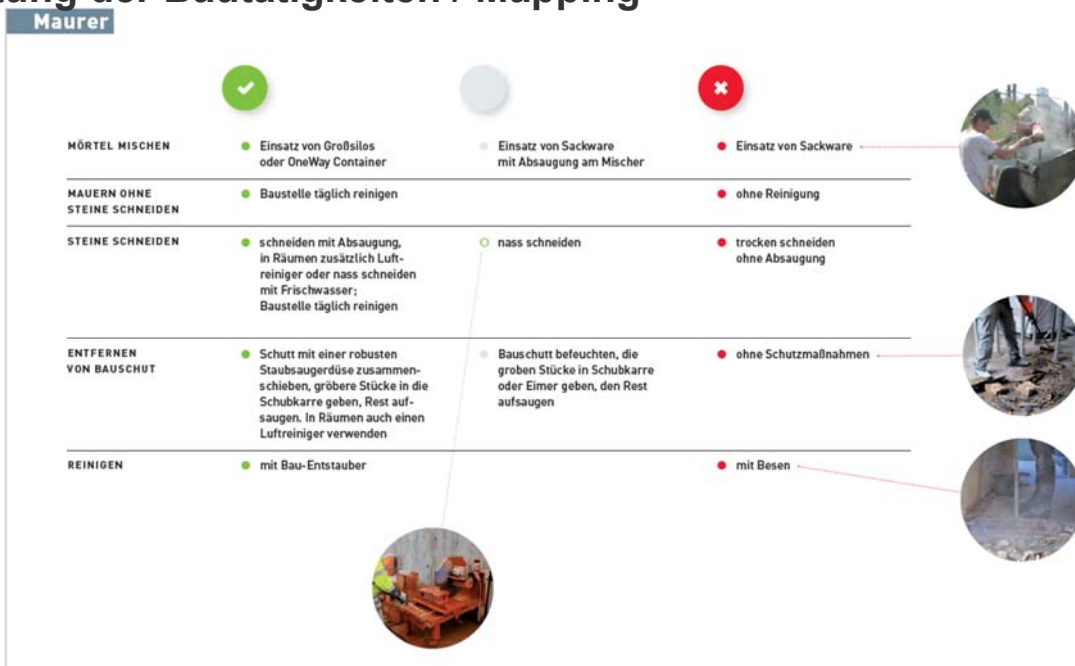 der Bautätigkeiten / Mapping
Maurer
MÖRTEL MISCHEN
Einsatz von Großsilos
oder OneWay Container
Einsatz von Sackware
mit Absaugung am Mischer
Einsatz von Sackware
MAUERN OHNE
STEINE SCHNEIDEN
Baustelle täglich reinigen
ohne Reinigung
STEINE SCHNEIDEN
schneiden mit Absaugung,
in Räumen zusätzlich Luft-
reiniger oder nass schneiden
mit Frischwasser;
Baustelle täglich reinigen
nass schneiden
trocken schneiden
ohne Absaugung
ENTFERNEN
VON BAUSCHUT
Schutt mit einer robusten
Staubsaugerdüse zusammen-
schieben, gröbere Stücke in die
Schubkarre geben, Rest auf-
saugen. In Räumen auch einen
Luftreiniger verwenden
Bauschutt befeuchten, die
groben Stücke in Schubkarre
oder Eimer geben, den Rest
aufsaugen
ohne Schutzmaßnahmen
REINIGEN
mit Bau-Entstauber
mit Besen